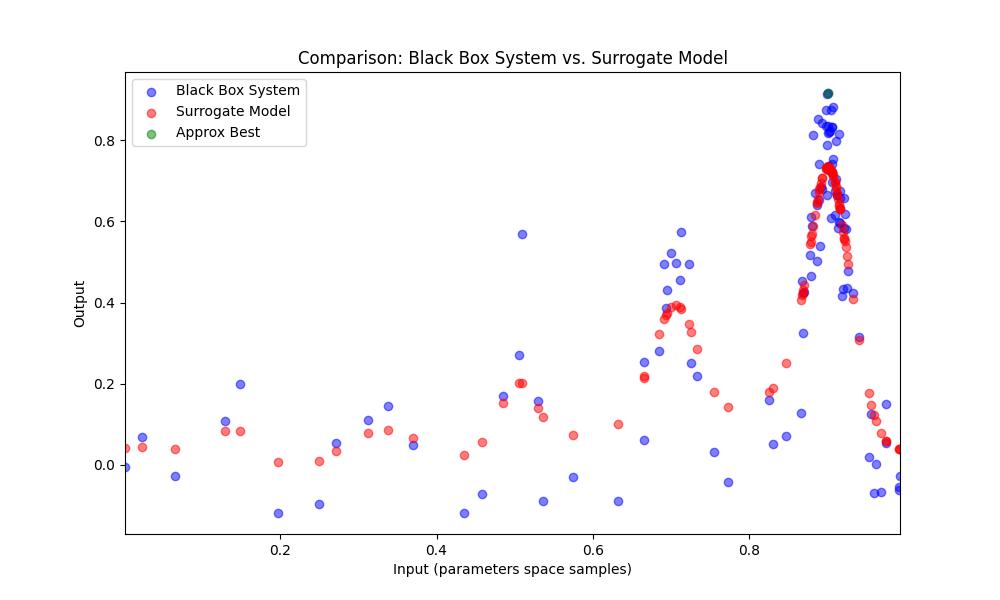 Comparison: Black Box System vs. Surrogate Model
Black Box System
Surrogate Model
Approx Best
Output
0.8
0.6
0.4
0.2
0.0
0.2
0.4
0.6
0.8
Input (parameters space samples)